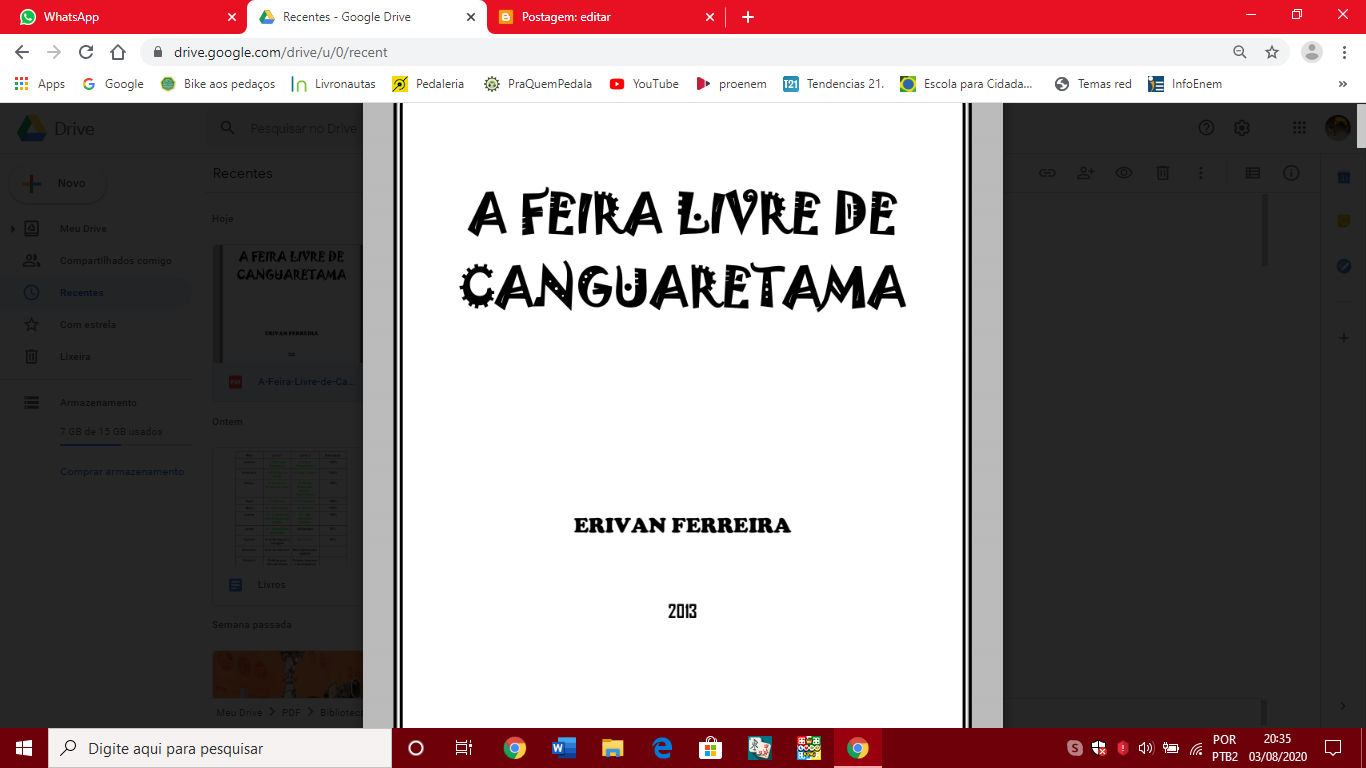 WhatsApp
Recentes - Google Drive
Postagem: editar
drive.google.com/drive/u/0/recent
Apps
Google
Bike aos pedaços
Livronautas
Pedaleria
PraQuemPedala
YouTube
proenem
T21
Tendencias 21.
Escola para Cidada...
Temas red
InfoEnem
»
Drive
Pesquisar no Drive
Novo
Meu Drive
Compartilhados comigo
Recentes
Com estrela
Lixeira
Armazenamento
7 GB de 15 GB usados
Comprar armazenamento
Recentes
Hoje
A FEIRA LIVRE DE
CANGUARETAMA
ERIVAN FERREIRA
A-Feira-Livre-de-Ca...
Ontem
Livros
Semana passada
Meu Drive > PDF > Biblioteca
A FEIRA LIVRE DE
CANGUARETAMA
ERIVAN FERREIRA
2013
Digite aqui para pesquisar
POR
PTB2
20:35
03/08/2020